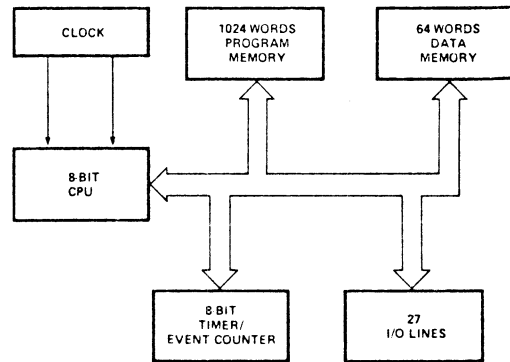 CLOCK
1024 WORDS
PROGRAM
MEMORY
64 WORDS
DATA
MEMORY
8-BIT
CPU
8-BIT
TIMER/
EVENT COUNTER
27
I/O LINES